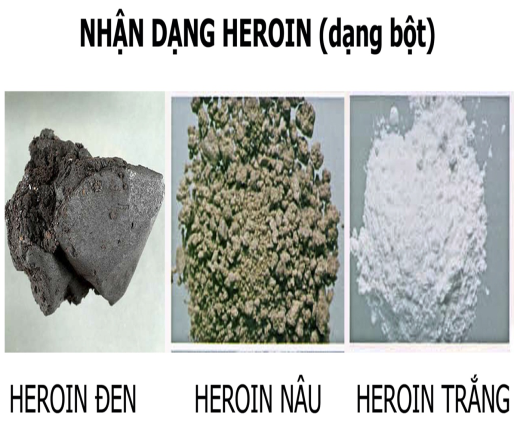 NHẬN DẠNG HEROIN (dạng bột)
HEROIN ĐEN HEROIN NÂU HEROIN TRẮNG